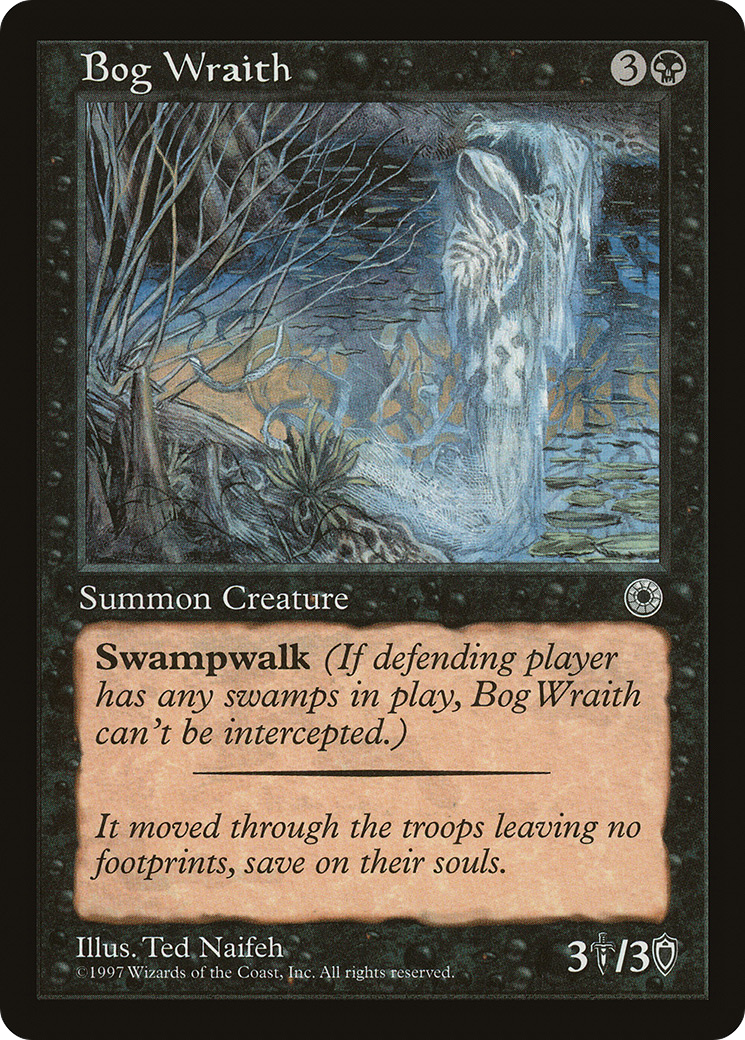 Bog Wraith
3
Summon Creature
Swampwalk (If defending player
has any swamps in play, Bog Wraith
can't be intercepted.)
It moved through the troops leaving no
footprints, save on their souls.
Illus. Ted Naifeh
©1997 Wizards of the Coast, Inc. All rights reserved.
3/3